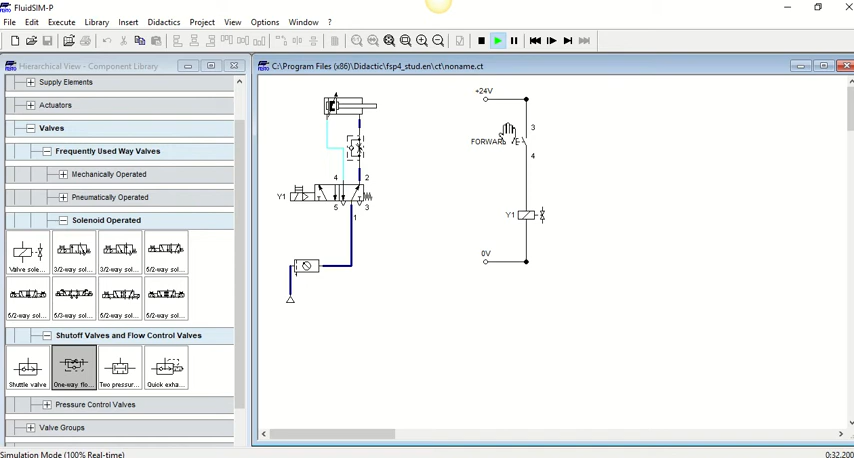 FluidSIM-P
File Edit Execute Library Insert Didactics Project View Options Window ?
Hierarchical View - Component Library
Supply Elements
Actuators
Valves
Frequently Used Way Valves
Mechanically Operated
Pneumatically Operated
Solenoid Operated
Valve sole... 3/2-way sol... 3/2-way sol... 5/2-way sol...
5/2-way sol... 5/3-way sol... 5/2-way sol... 5/2-way sol...
Shutoff Valves and Flow Control Valves
Shuttle valve One-way flo... Two pressur... Quick exha...
Pressure Control Valves
Valve Groups
C:\Program Files (x86)\Didactic\fsp4_stud.en\ct\noname.ct
4 2
Y1
5 3
1
+24V
3
FORWARD
4
Y1
0V
Simulation Mode (100% Real-time)
0:32.200